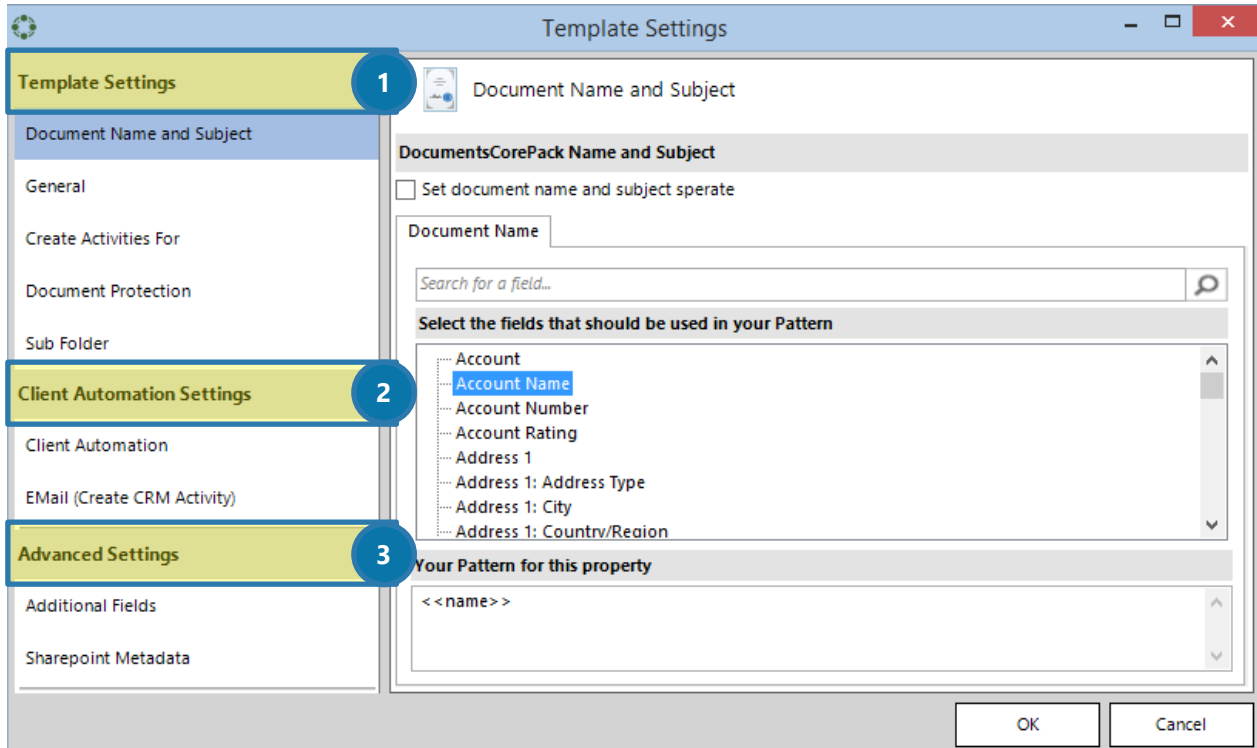 Template Settings
Template Settings
1
Document Name and Subject
General
Create Activities For
Document Protection
Sub Folder
Client Automation Settings
2
Client Automation
EMail (Create CRM Activity)
Advanced Settings
3
Additional Fields
Sharepoint Metadata
Document Name and Subject
DocumentsCorePack Name and Subject
Set document name and subject sperate
Document Name
Search for a field...
Select the fields that should be used in your Pattern
Account
Account Name
Account Number
Account Rating
Address 1
Address 1: Address Type
Address 1: City
Address 1: Country/Region
Your Pattern for this property
<<name>>
OK
Cancel